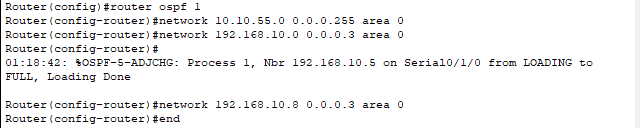 Router(config)#router ospf 1
Router(config-router)#network 10.10.55.0 0.0.0.255 area 0
Router(config-router)#network 192.168.10.0 0.0.0.3 area 0
Router(config-router)#
01:18:42: %OSPF-5-ADJCHG: Process 1, Nbr 192.168.10.5 on Serial0/1/0 from LOADING to
FULL, Loading Done
Router(config-router)#network 192.168.10.8 0.0.0.3 area 0
Router(config-router)#end